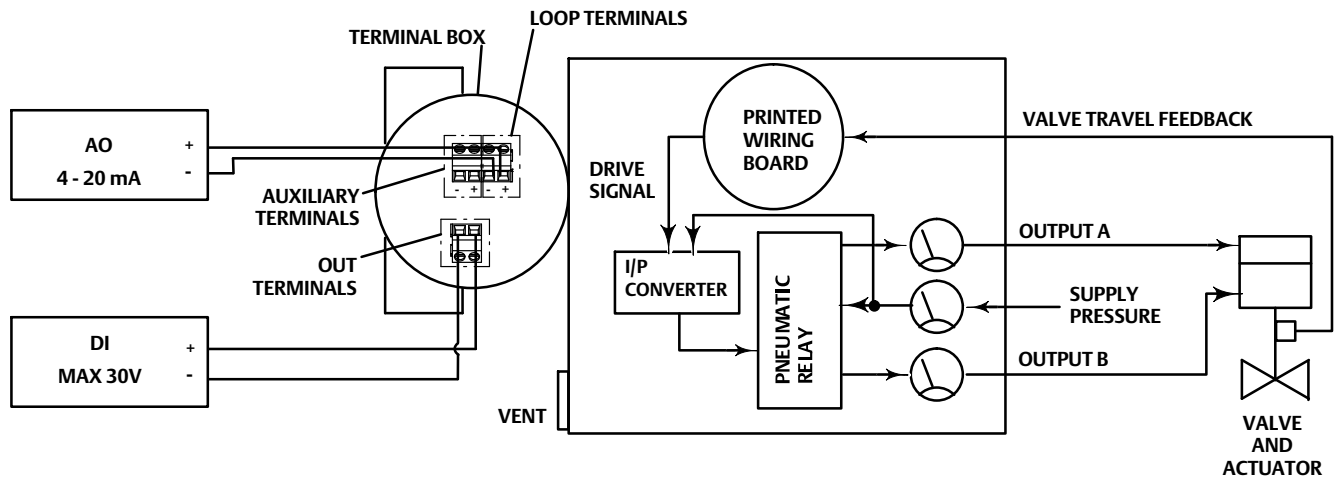 LOOP TERMINALS
TERMINAL BOX
AO
4 - 20 mA
+
-
AUXILIARY
TERMINALS
- + - +
OUT
TERMINALS
DI
MAX 30V
+
-
PRINTED
WIRING
BOARD
VALVE TRAVEL FEEDBACK
DRIVE
SIGNAL
I/P
CONVERTER
PNEUMATIC
RELAY
OUTPUT A
SUPPLY
PRESSURE
OUTPUT B
VENT
VALVE
AND
ACTUATOR